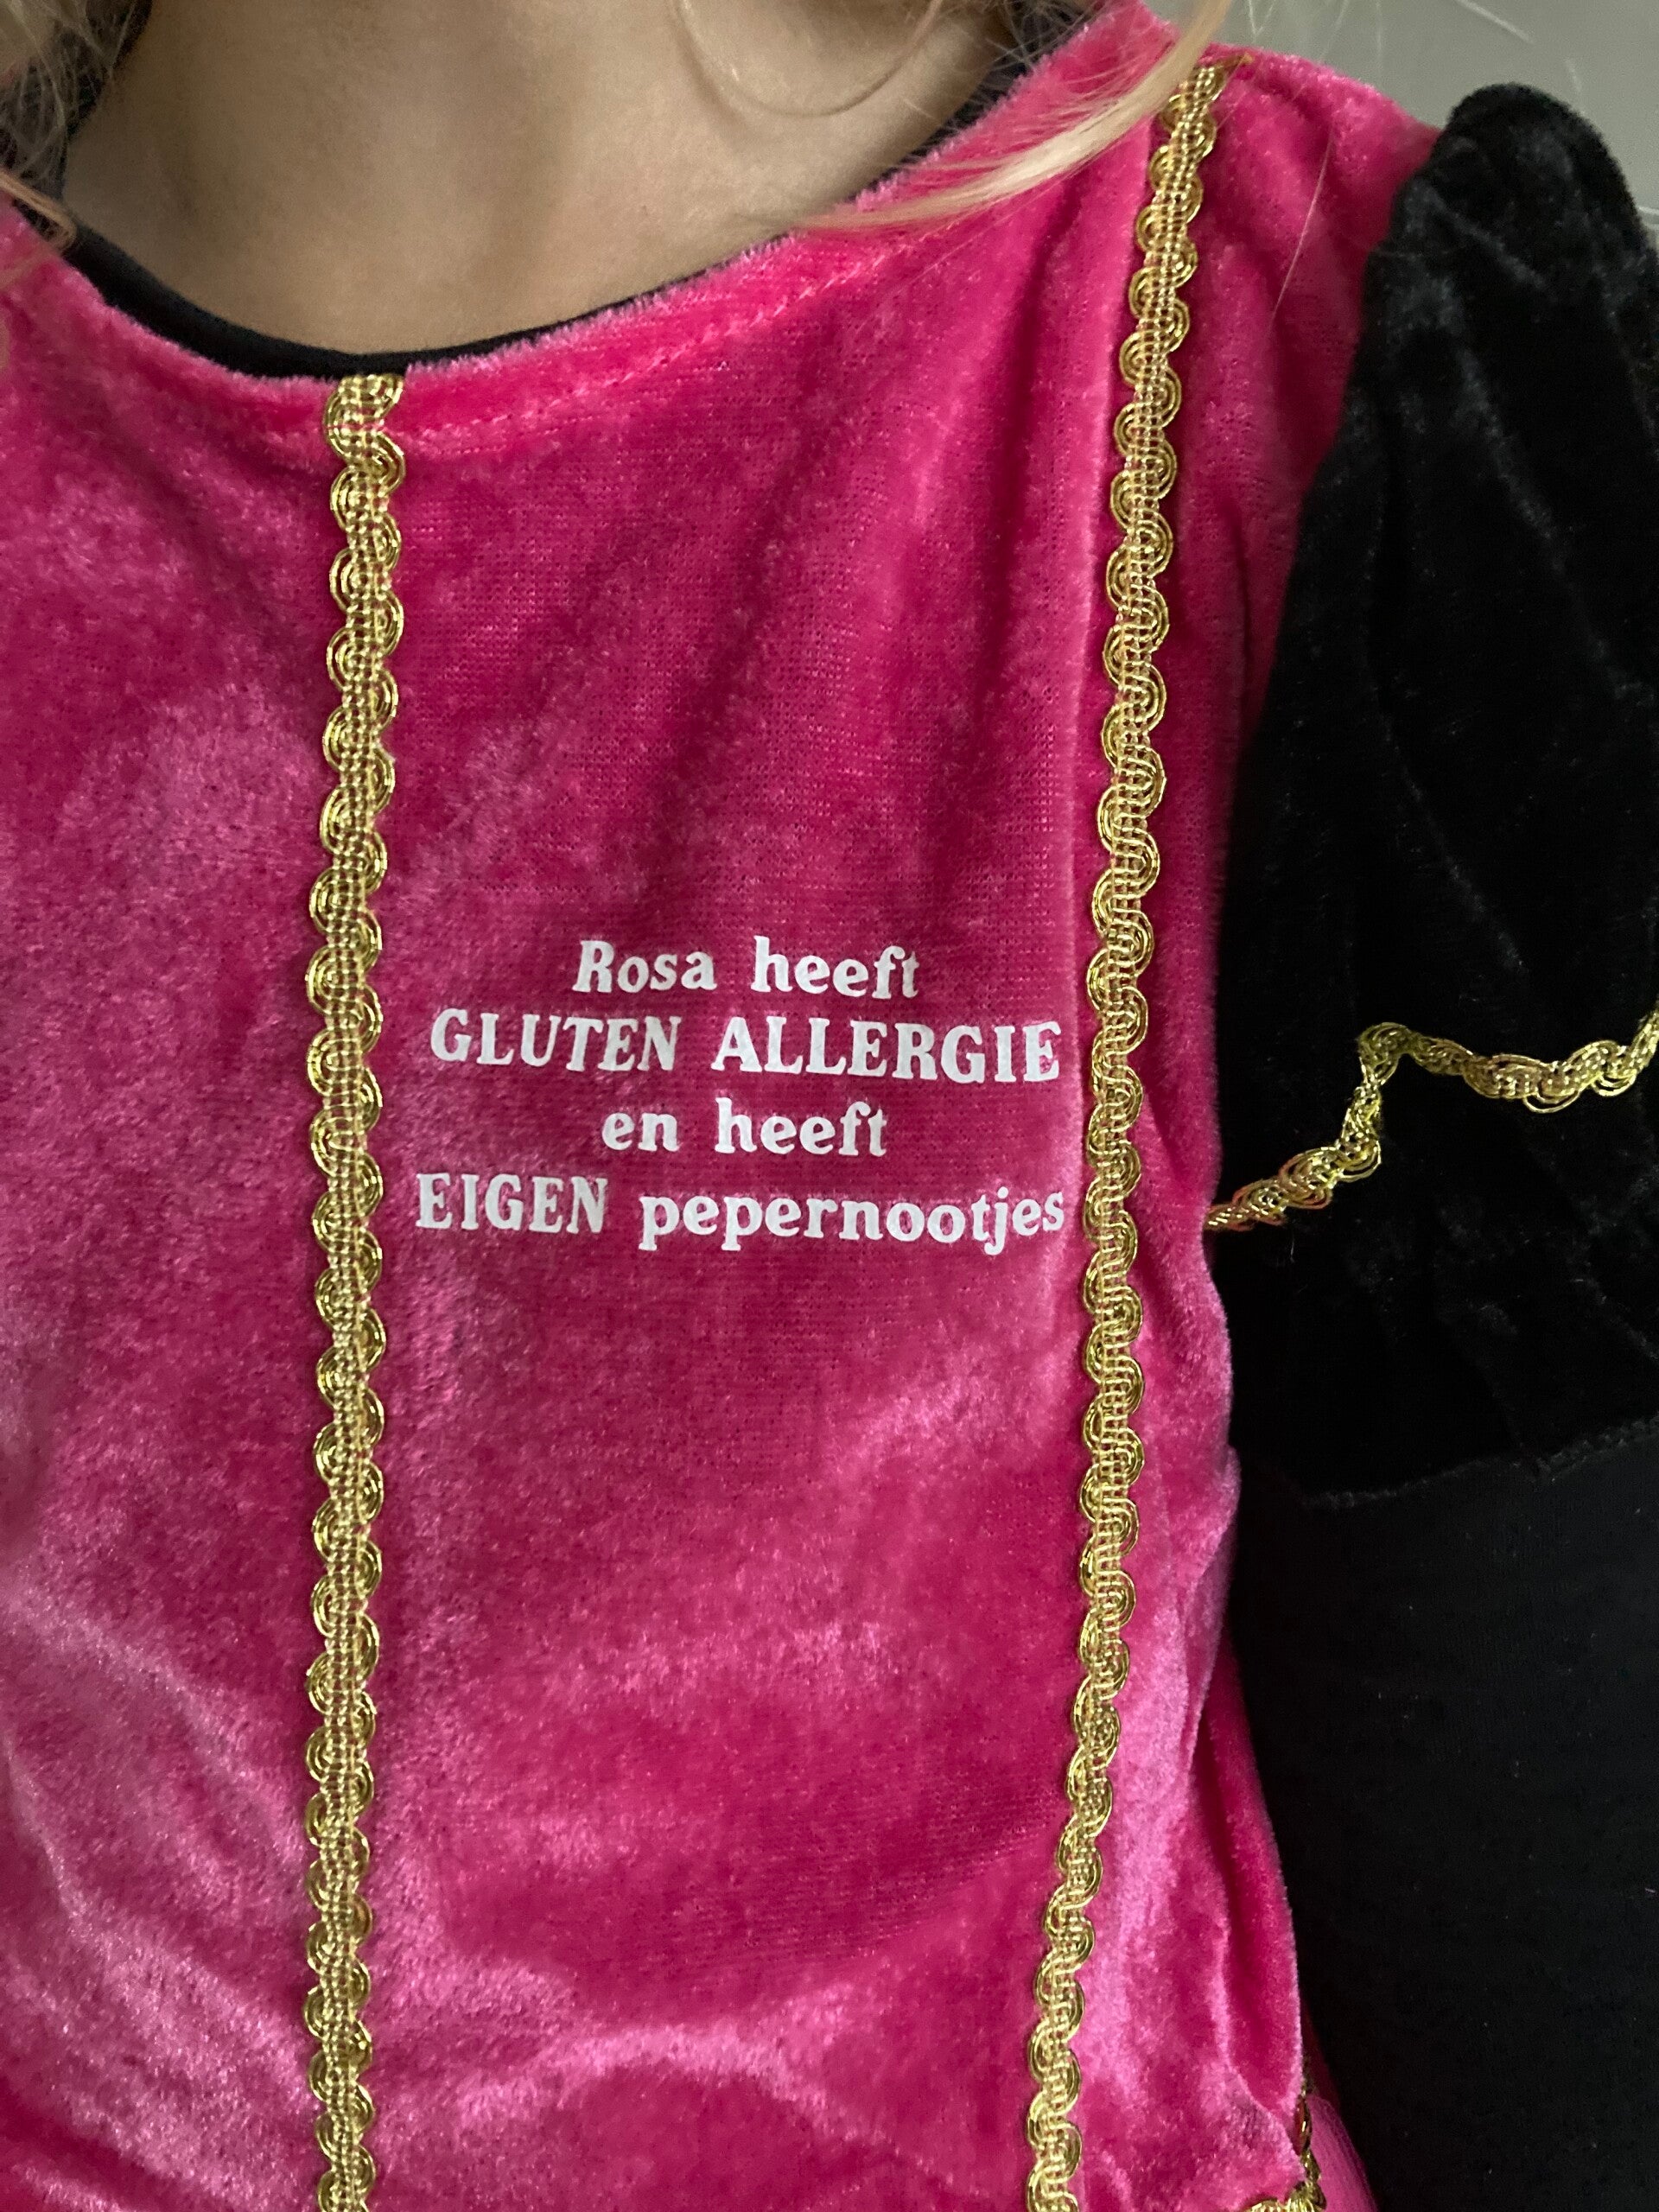 Rosa heeft
GLUTEN ALLERGIE
en heeft
EIGEN pepernootjes